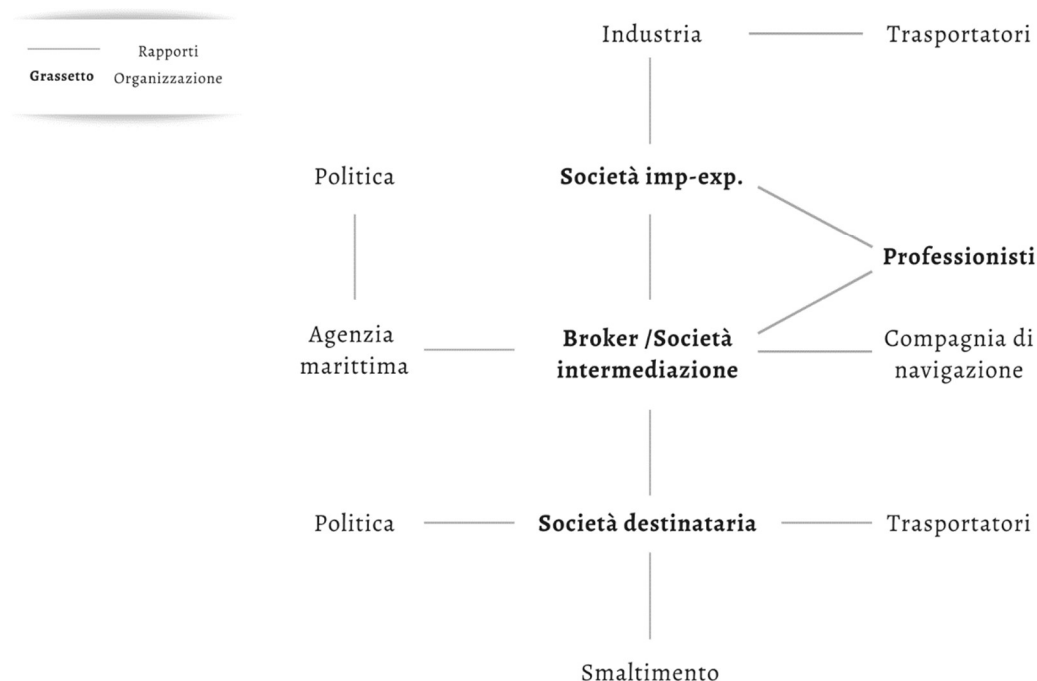 Rapporti
Grassetto Organizzazione
Industria Trasportatori
Politica Società imp-exp.
Professionisti
Agenzia
marittima
Broker /Società
intermediazione
Compagnia di
navigazione
Politica Società destinataria Trasportatori
Smaltimento